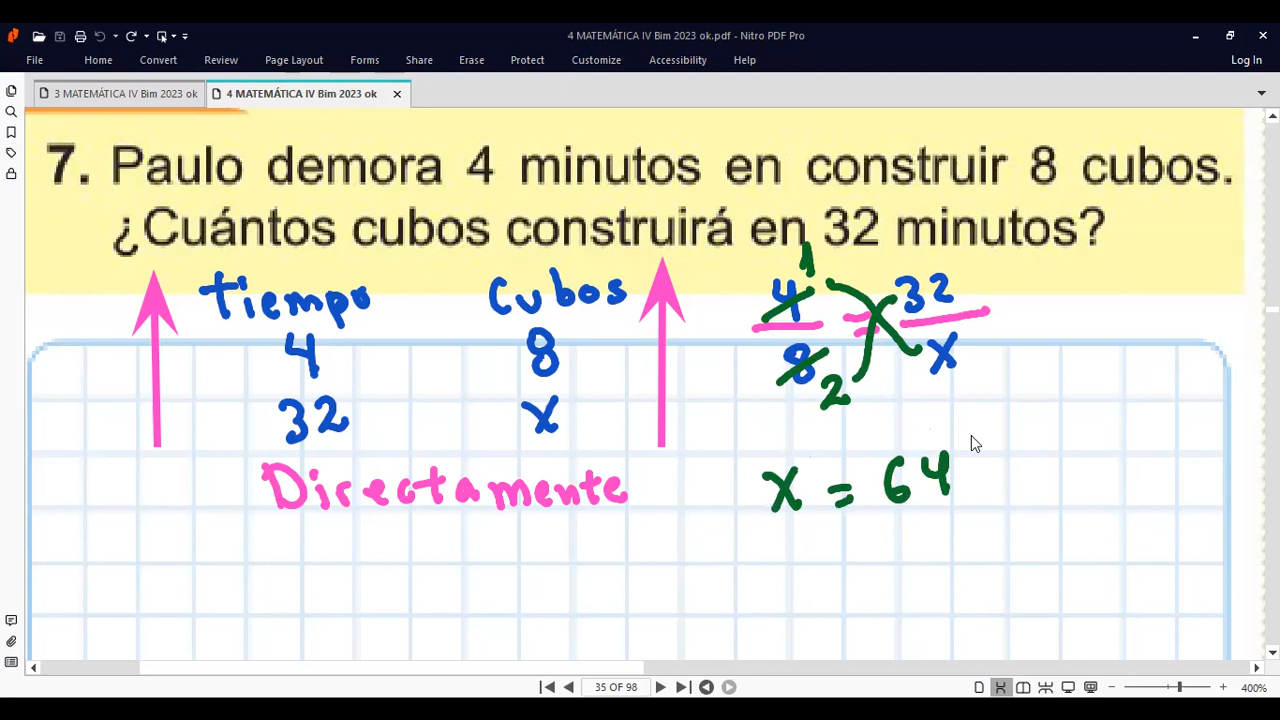 4 MATEMÁTICA IV Bim 2023 ok.pdf - Nitro PDF Pro
File Home Convert Review Page Layout Forms Share Erase Protect Customize Accessibility Help Log In
3 MATEMÁTICA IV Bim 2023 ok 4 MATEMÁTICA IV Bim 2023 ok
7. Paulo demora 4 minutos en construir 8 cubos.
¿Cuántos cubos construirá en 32 minutos?
tiempo Cubos
4 8
32 x
Directamente
1
4 = 32
8 x
2
x = 64
35 OF 98
400%